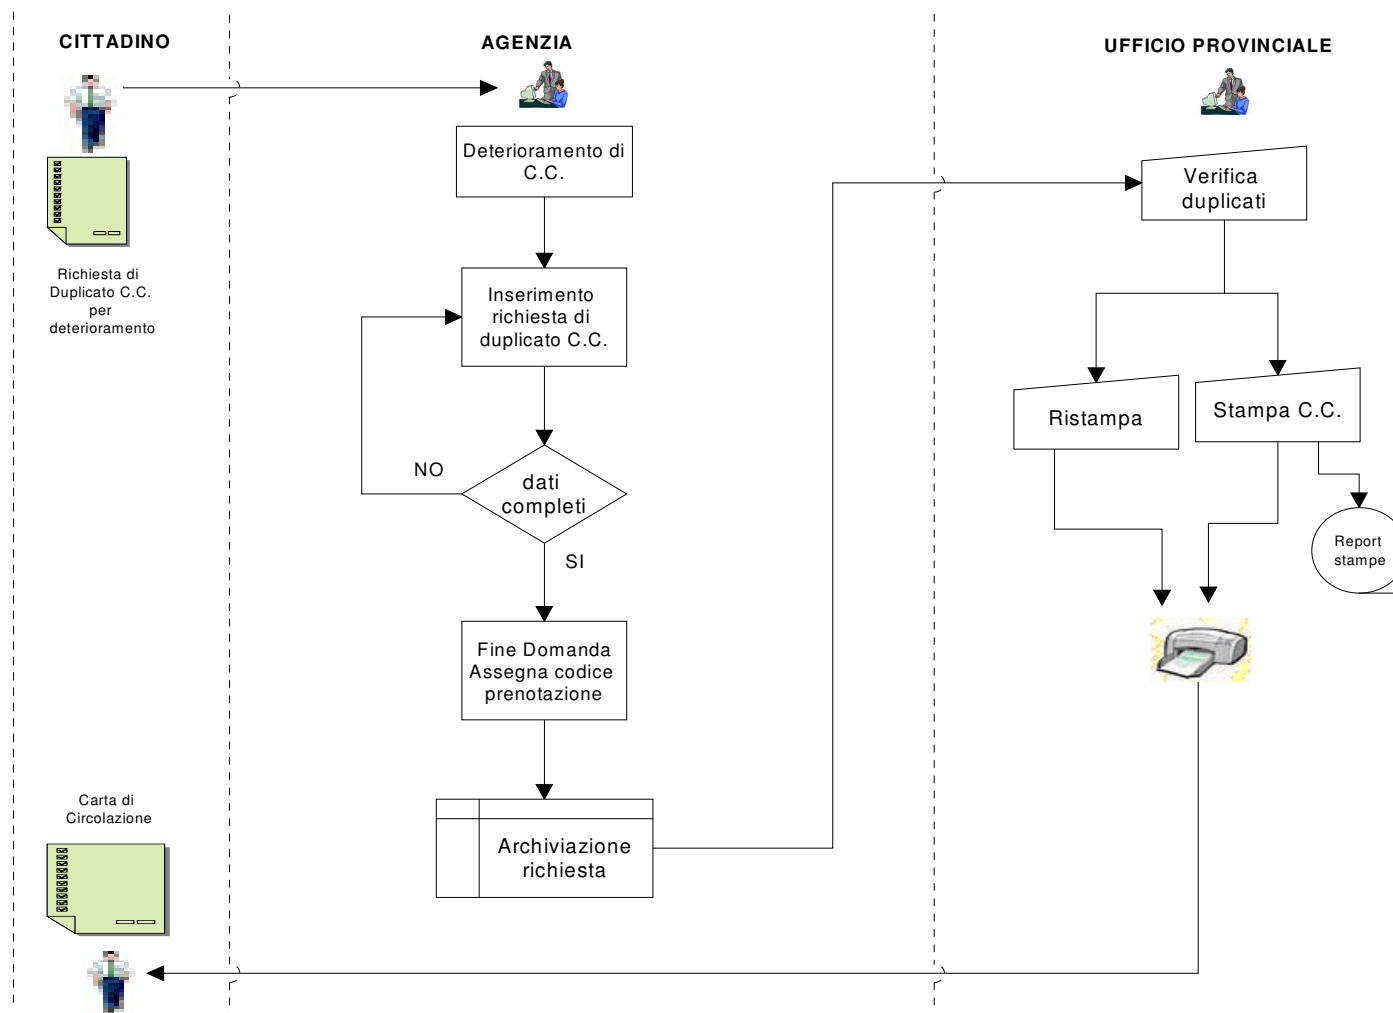 CITTADINO
AGENZIA
UFFICIO PROVINCIALE
Richiesta di
Duplicato C.C.
per
deterioramento
Deterioramento di
C.C.
Inserimento
richiesta di
duplicato C.C.
NO
dati
completi
SI
Fine Domanda
Assegna codice
prenotazione
Archiviazione
richiesta
Verifica
duplicati
Ristampa
Stampa C.C.
Report
stampe
Carta di
Circolazione